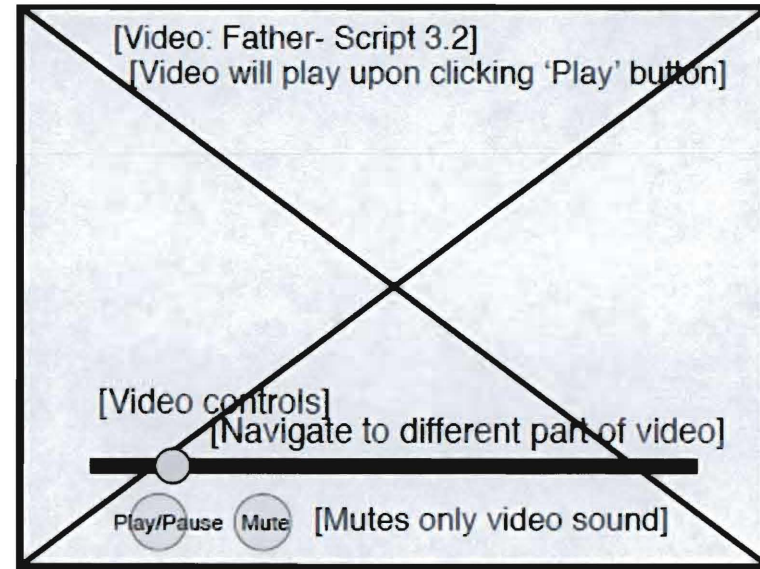 [Video: Father- Script 3.2]
[Video will play upon clicking 'Play' button]
[Video controls]
[Navigate to different part of video]
Play/Pause Mute [Mutes only video sound]